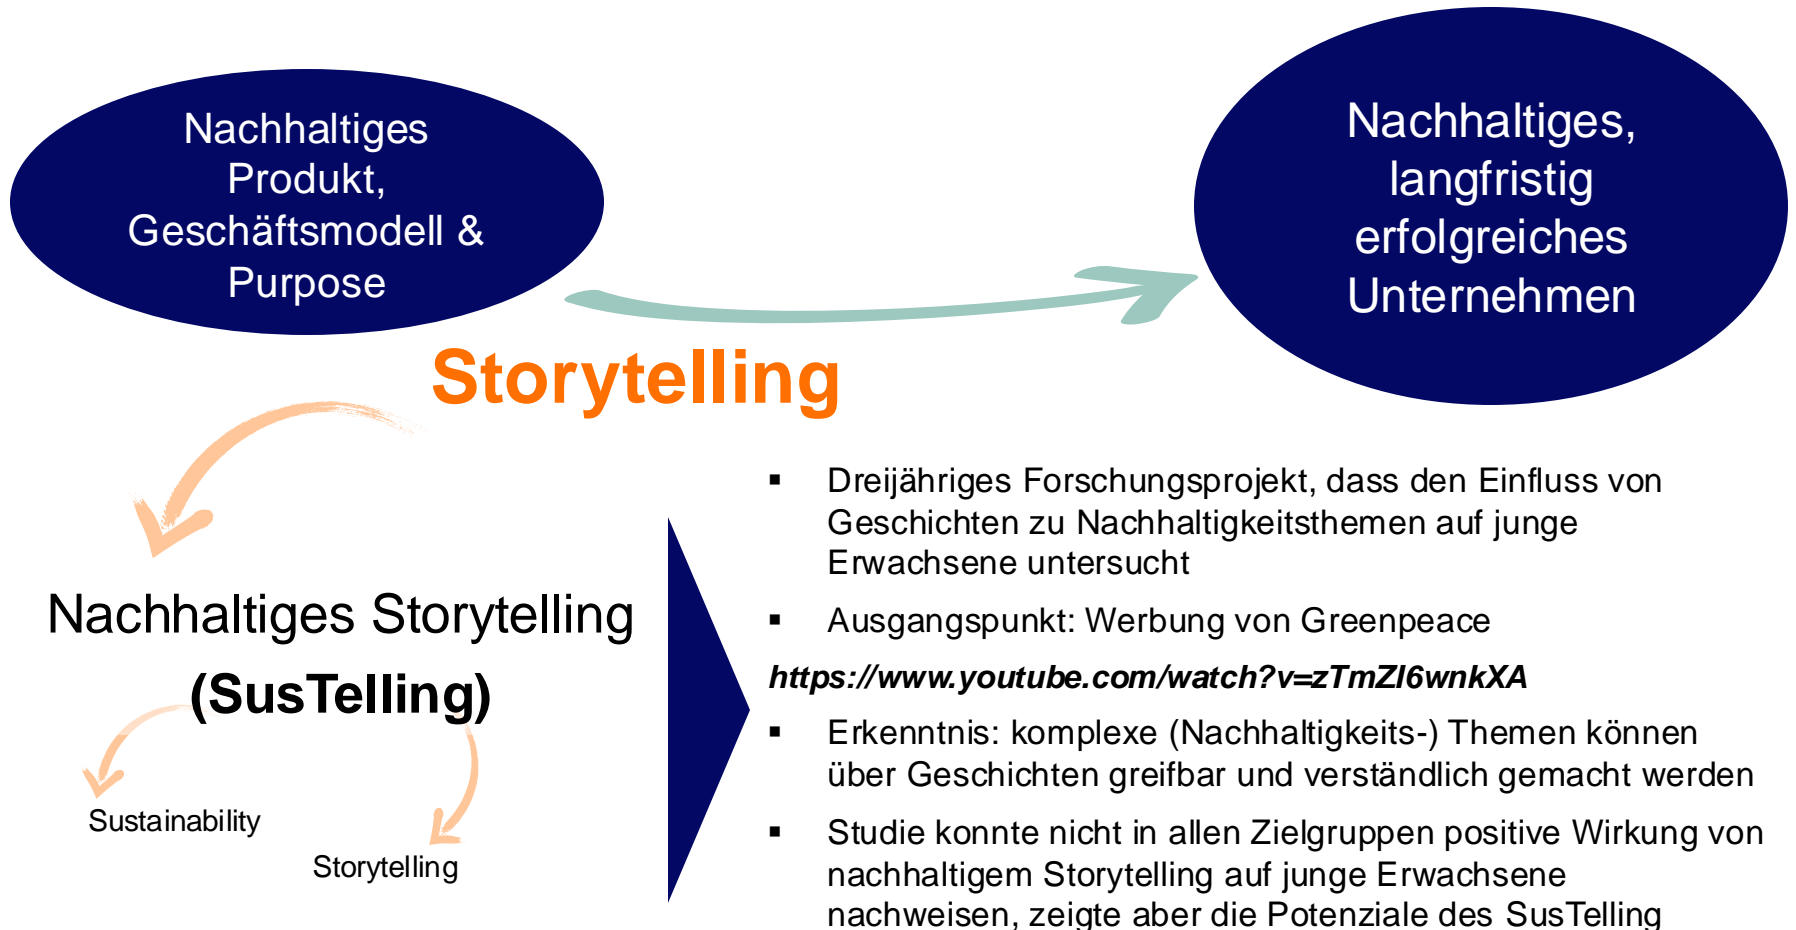 Nachhaltiges
Produkt,
Geschäftsmodell &
Purpose
Nachhaltiges,
langfristig
erfolgreiches
Unternehmen
Storytelling
Nachhaltiges Storytelling
(SusTelling)
Sustainability
Storytelling
▪ Dreijähriges Forschungsprojekt, dass den Einfluss von
Geschichten zu Nachhaltigkeitsthemen auf junge
Erwachsene untersucht
▪ Ausgangspunkt: Werbung von Greenpeace
https://www.youtube.com/watch?v=zTmZI6wnkXA
▪ Erkenntnis: komplexe (Nachhaltigkeits-) Themen können
über Geschichten greifbar und verständlich gemacht werden
▪ Studie konnte nicht in allen Zielgruppen positive Wirkung von
nachhaltigem Storytelling auf junge Erwachsene
nachweisen, zeigte aber die Potenziale des SusTelling